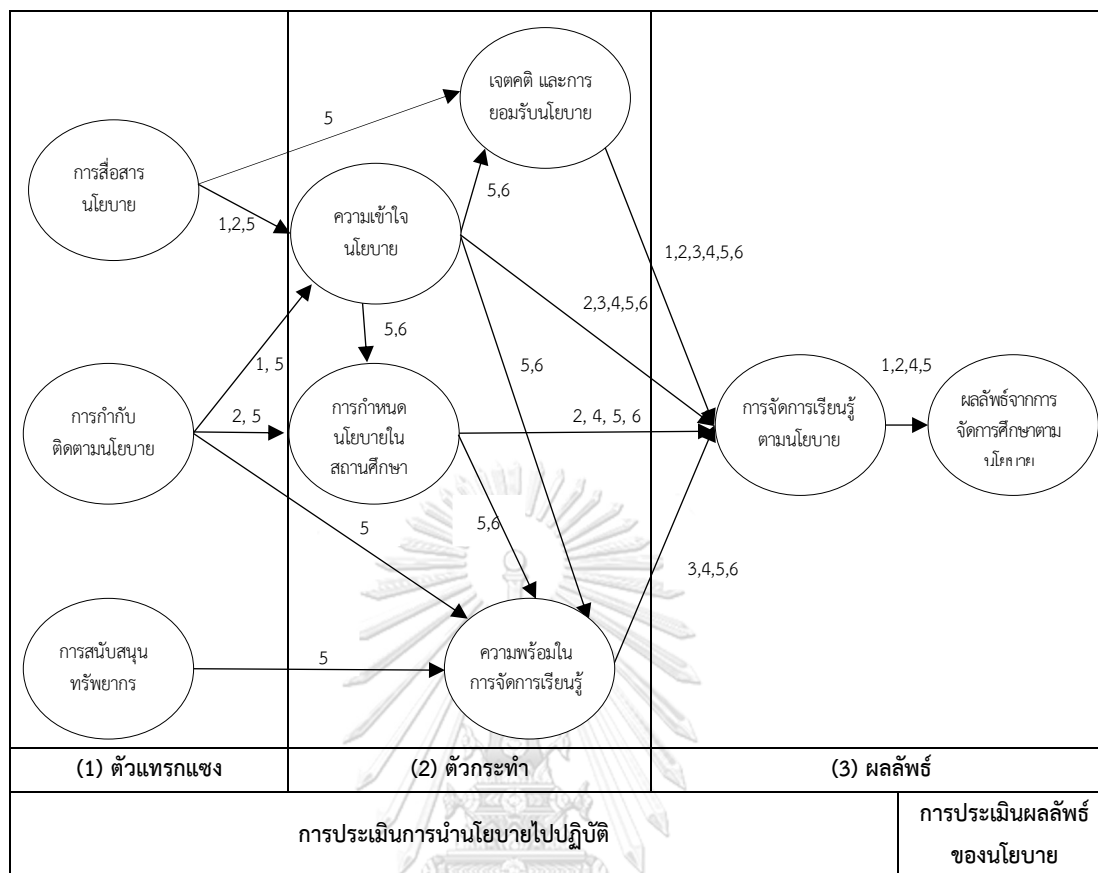 เจตคติ และการ
ยอมรับนโยบาย
5
การสื่อสาร
นโยบาย
5,6
1,2,5
ความเข้าใจ
นโยบาย
1,2,3,4,5,6
2,3,4,5,6
5,6
1, 5
5,6
การกำกับ
ติดตามนโยบาย
2, 5
การกำหนด
นโยบายใน
สถานศึกษา
2, 4, 5, 6
การจัดการเรียนรู้
ตามนโยบาย
1,2,4,5
ผลลัพธ์จากการ
จัดการศึกษาตาม
นโยบาย
5
5,6
3,4,5,6
การสนับสนุน
ทรัพยากร
5
ความพร้อมใน
การจัดการเรียนรู้
(1) ตัวแทรกแซง
(2) ตัวกระทำ
(3) ผลลัพธ์
การประเมินการนำนโยบายไปปฏิบัติ
การประเมินผลลัพธ์
ของนโยบาย